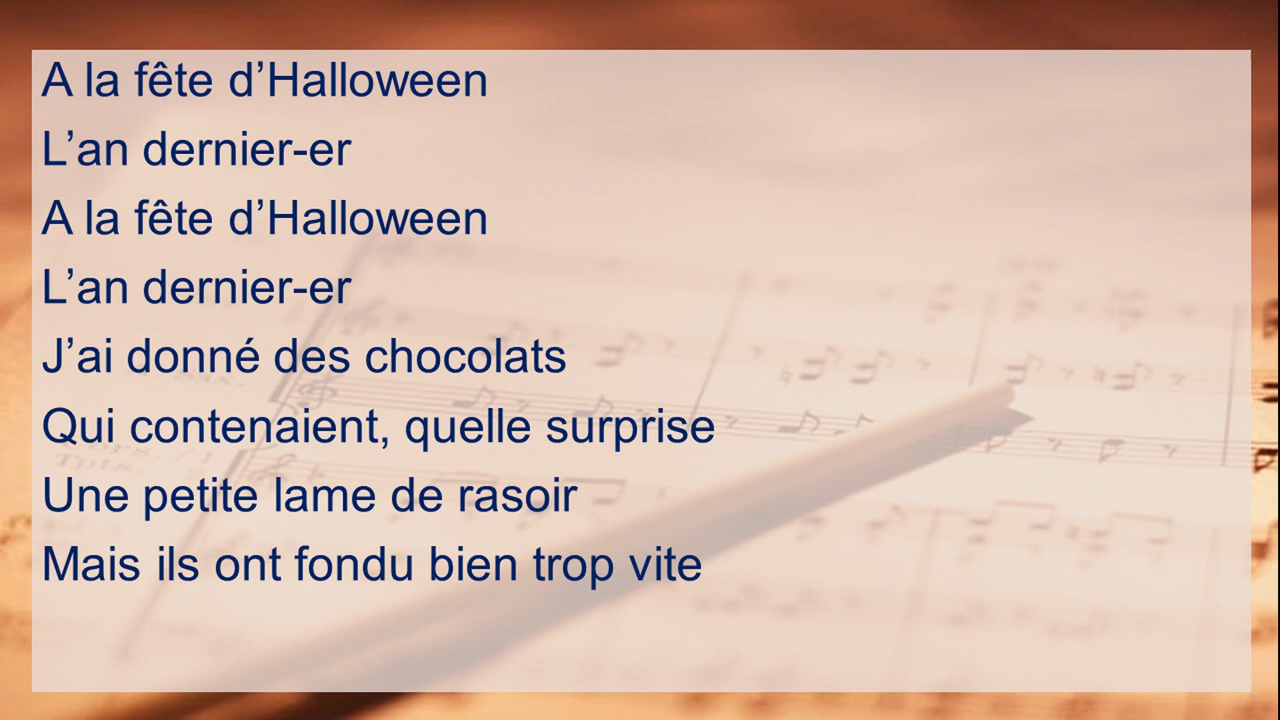 A la fête d’Halloween
L’an dernier-er
A la fête d’Halloween
L’an dernier-er
J’ai donné des chocolats
Qui contenaient, quelle surprise
Une petite lame de rasoir
Mais ils ont fondu bien trop vite